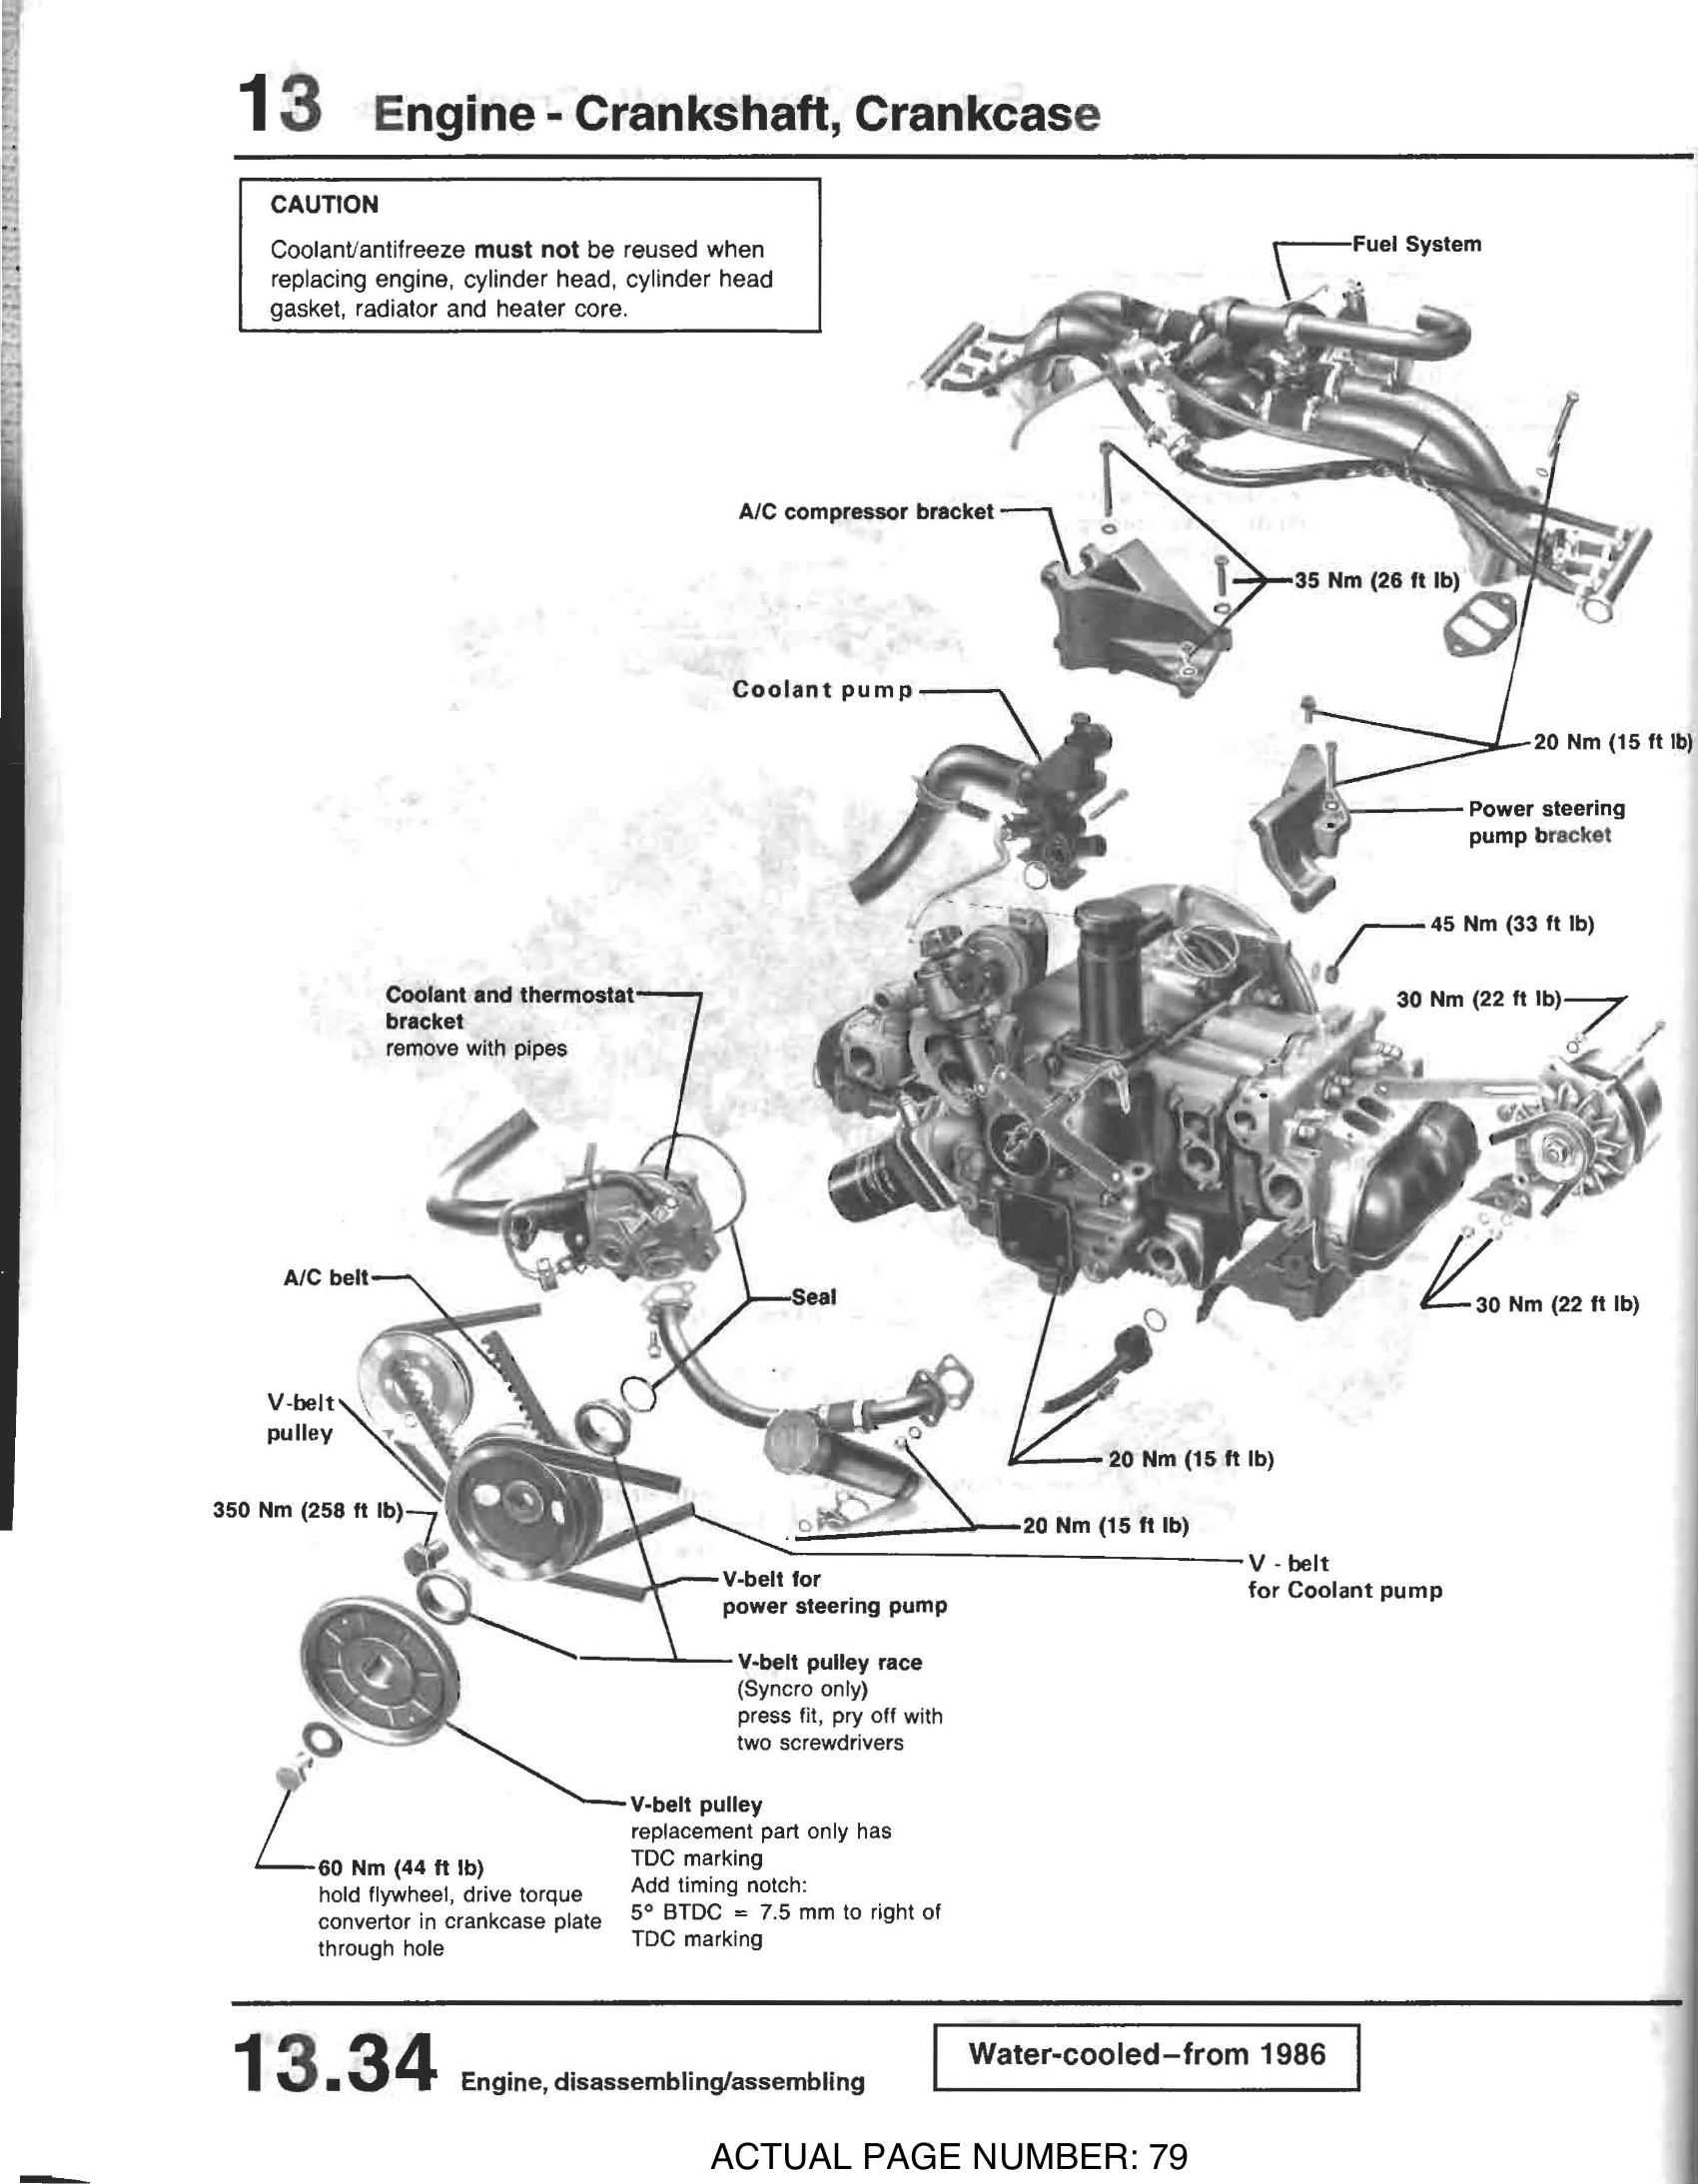 13 Engine - Crankshaft, Crankcase
CAUTION
Coolant/antifreeze must not be reused when
replacing engine, cylinder head, cylinder head
gasket, radiator and heater core.
Fuel System
A/C compressor bracket
35 Nm (26 ft lb)
Coolant pump
20 Nm (15 ft lb)
Power steering
pump bracket
45 Nm (33 ft lb)
30 Nm (22 ft lb)
Coolant and thermostat
bracket
remove with pipes
A/C belt
Seal
30 Nm (22 ft lb)
V-belt
pulley
20 Nm (15 ft lb)
350 Nm (258 ft lb)
20 Nm (15 ft lb)
V - belt
for Coolant pump
V-belt for
power steering pump
V-belt pulley race
(Syncro only)
press fit, pry off with
two screwdrivers
V-belt pulley
replacement part only has
TDC marking
Add timing notch:
5° BTDC = 7.5 mm to right of
TDC marking
60 Nm (44 ft lb)
hold flywheel, drive torque
convertor in crankcase plate
through hole
13.34 Engine, disassembling/assembling
Water-cooled–from 1986
ACTUAL PAGE NUMBER: 79